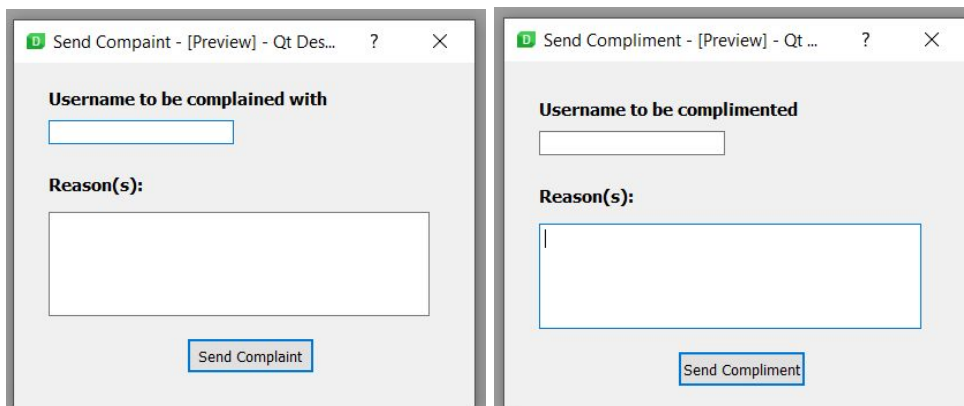 D Send Compaint - [Preview] - Qt Des... ?
Username to be complained with
Reason(s):
Send Complaint
D Send Compliment - [Preview] - Qt ... ?
Username to be complimented
Reason(s):
Send Compliment